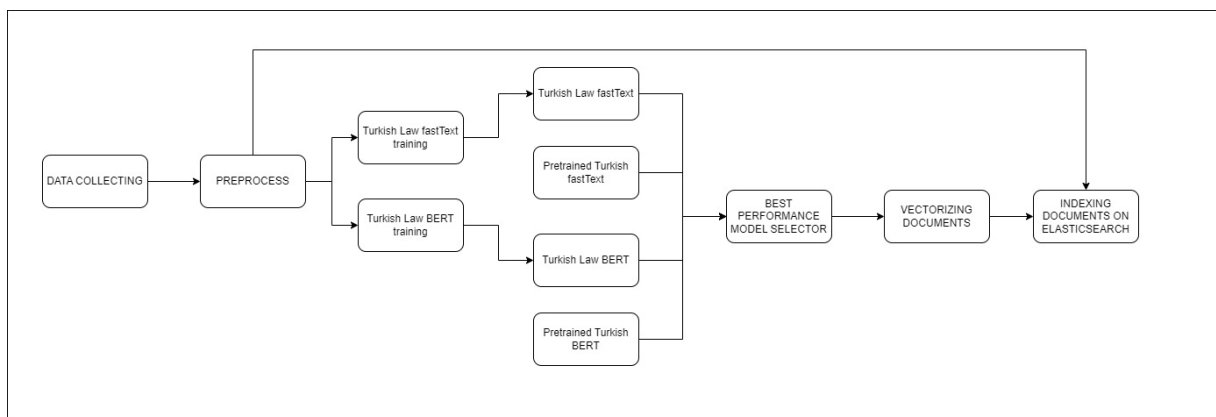 DATA COLLECTING
PREPROCESS
Turkish Law fastText
training
Turkish Law BERT
training
Turkish Law fastText
Pretrained Turkish
fastText
Turkish Law BERT
Pretrained Turkish
BERT
BEST
PERFORMANCE
MODEL SELECTOR
VECTORIZING
DOCUMENTS
INDEXING
DOCUMENTS ON
ELASTICSEARCH